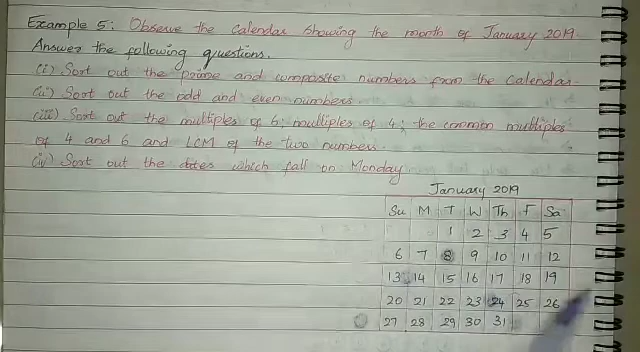 Example 5: Observe the Calendar showing the month of January 2019.
Answer the following questions.
(i) Sort out the prime and composite numbers from the calendar.
(ii) Sort out the odd and even numbers.
(iii) Sort out the multiples of 6; multiples of 4; the common multiples
of 4 and 6 and LCM of the two numbers.
(iv) Sort out the dates which fall on Monday.
January 2019
Su M T W Th F Sa
1 2 3 4 5
6 7 8 9 10 11 12
13 14 15 16 17 18 19
20 21 22 23 24 25 26
27 28 29 30 31